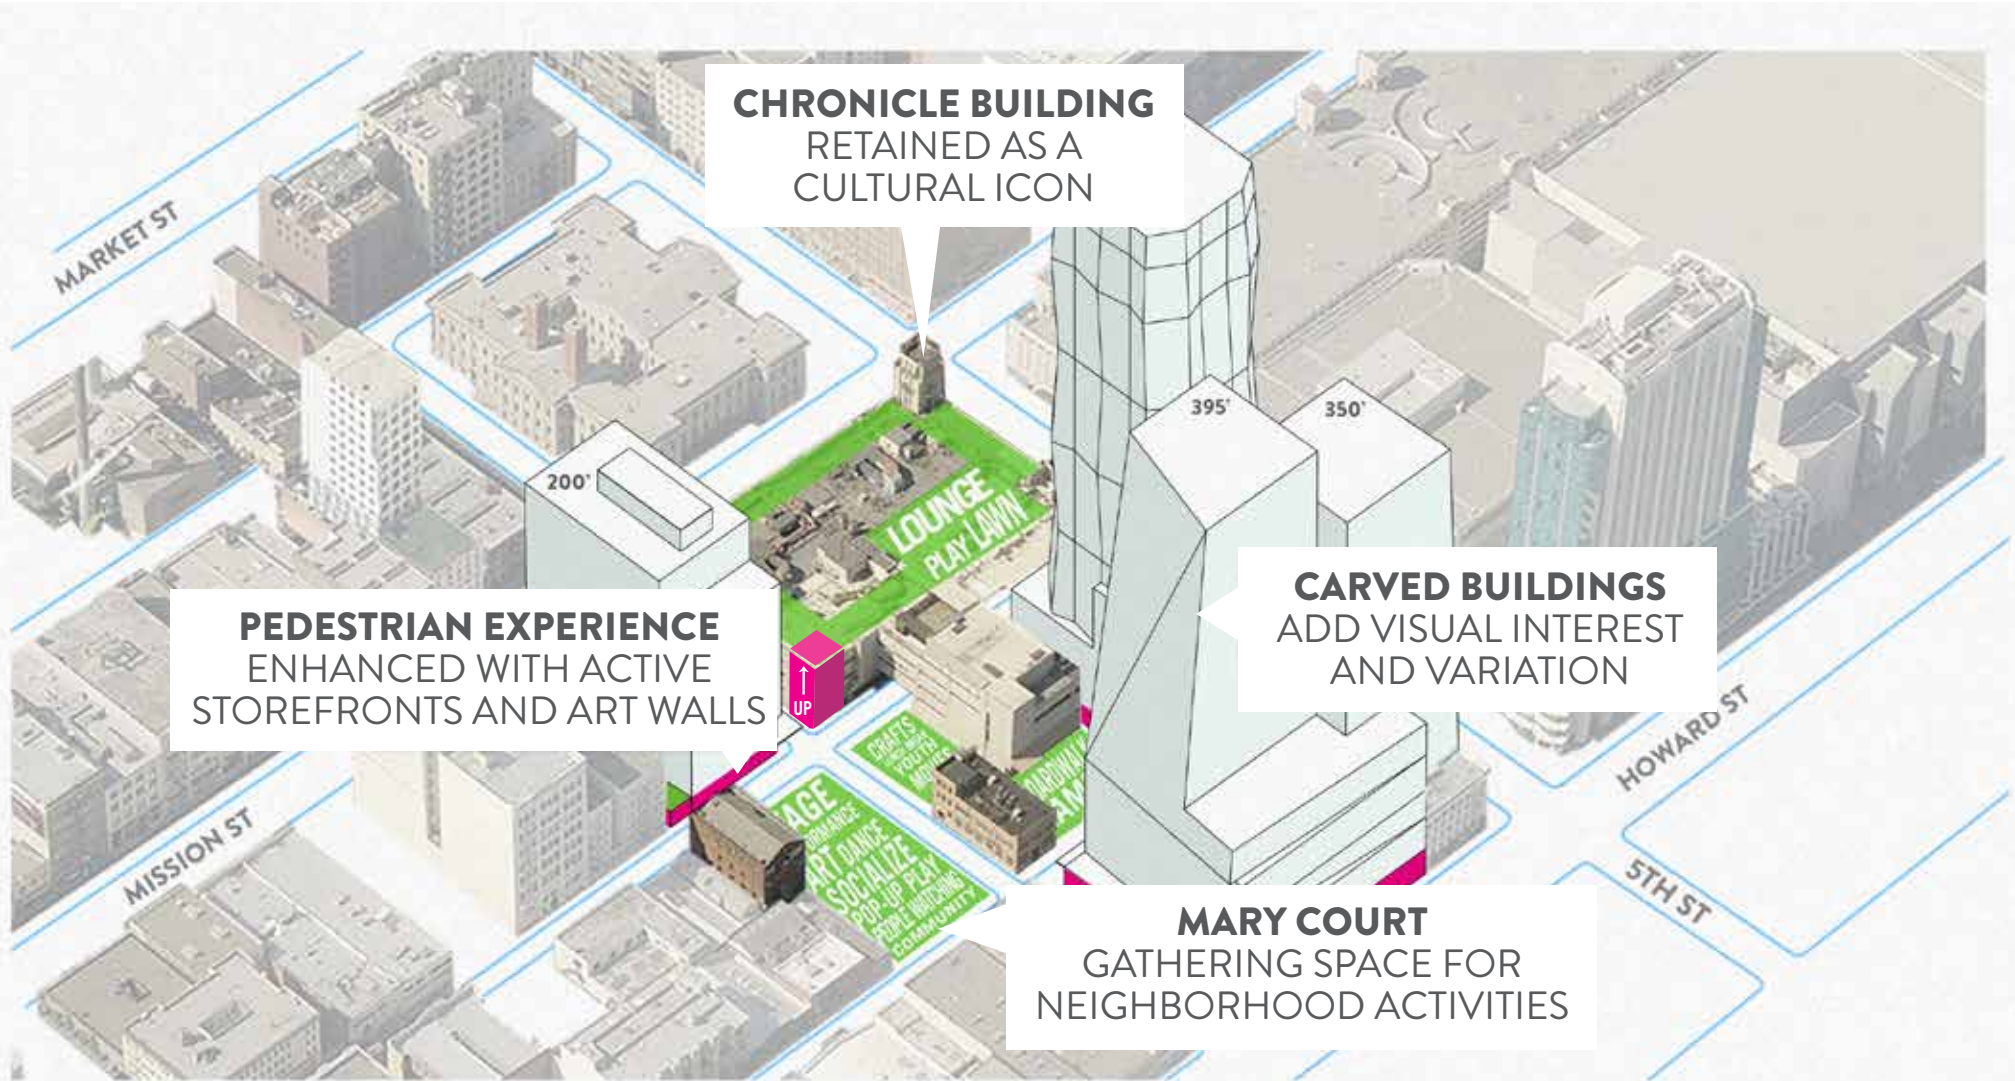 CHRONICLE BUILDING
RETAINED AS A
CULTURAL ICON
MARKET ST
395'
350'
200'
LOUNGE
PLAY LAWN
CARVED BUILDINGS
ADD VISUAL INTEREST
AND VARIATION
PEDESTRIAN EXPERIENCE
ENHANCED WITH ACTIVE
STOREFRONTS AND ART WALLS
UP
HOWARD ST
CRAFTS
YOUTH
MISSION ST
DANCE
SOCIALIZE
POP-UP PLAY
PEOPLE WATCHING
COMMUNITY
5TH ST
MARY COURT
GATHERING SPACE FOR
NEIGHBORHOOD ACTIVITIES